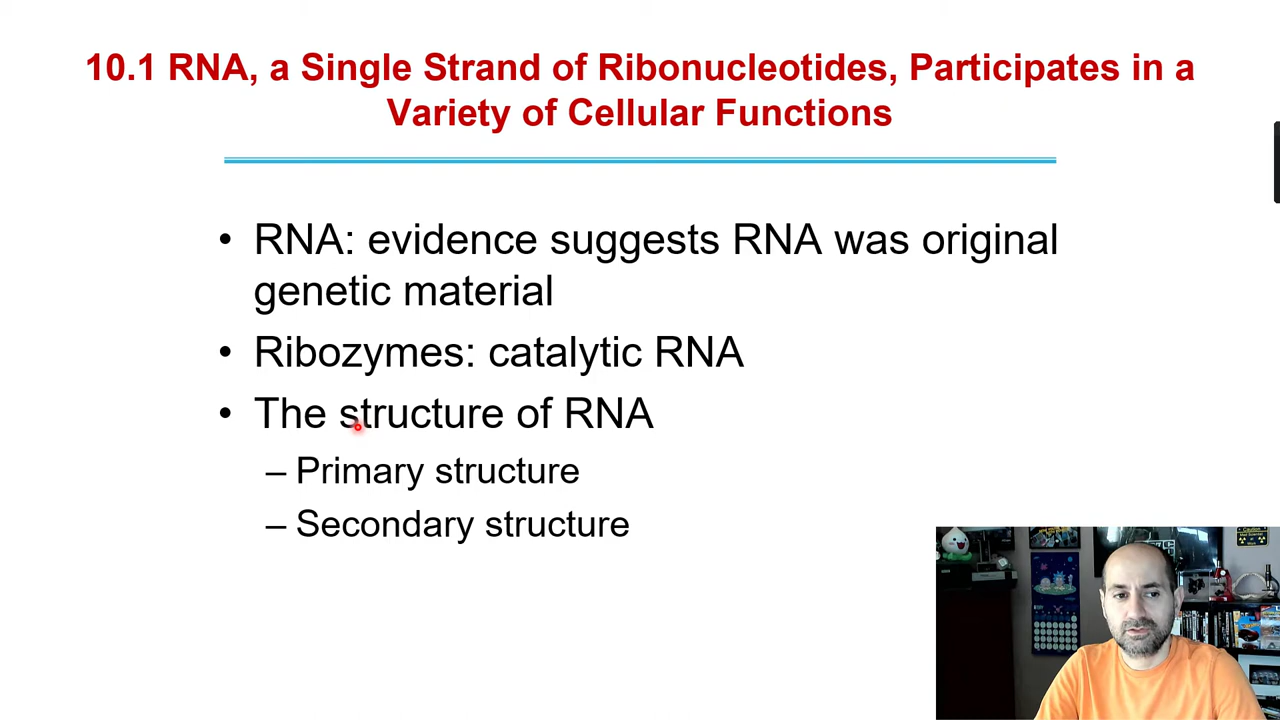 10.1 RNA, a Single Strand of Ribonucleotides, Participates in a
Variety of Cellular Functions
• RNA: evidence suggests RNA was original
genetic material
• Ribozymes: catalytic RNA
• The structure of RNA
– Primary structure
– Secondary structure